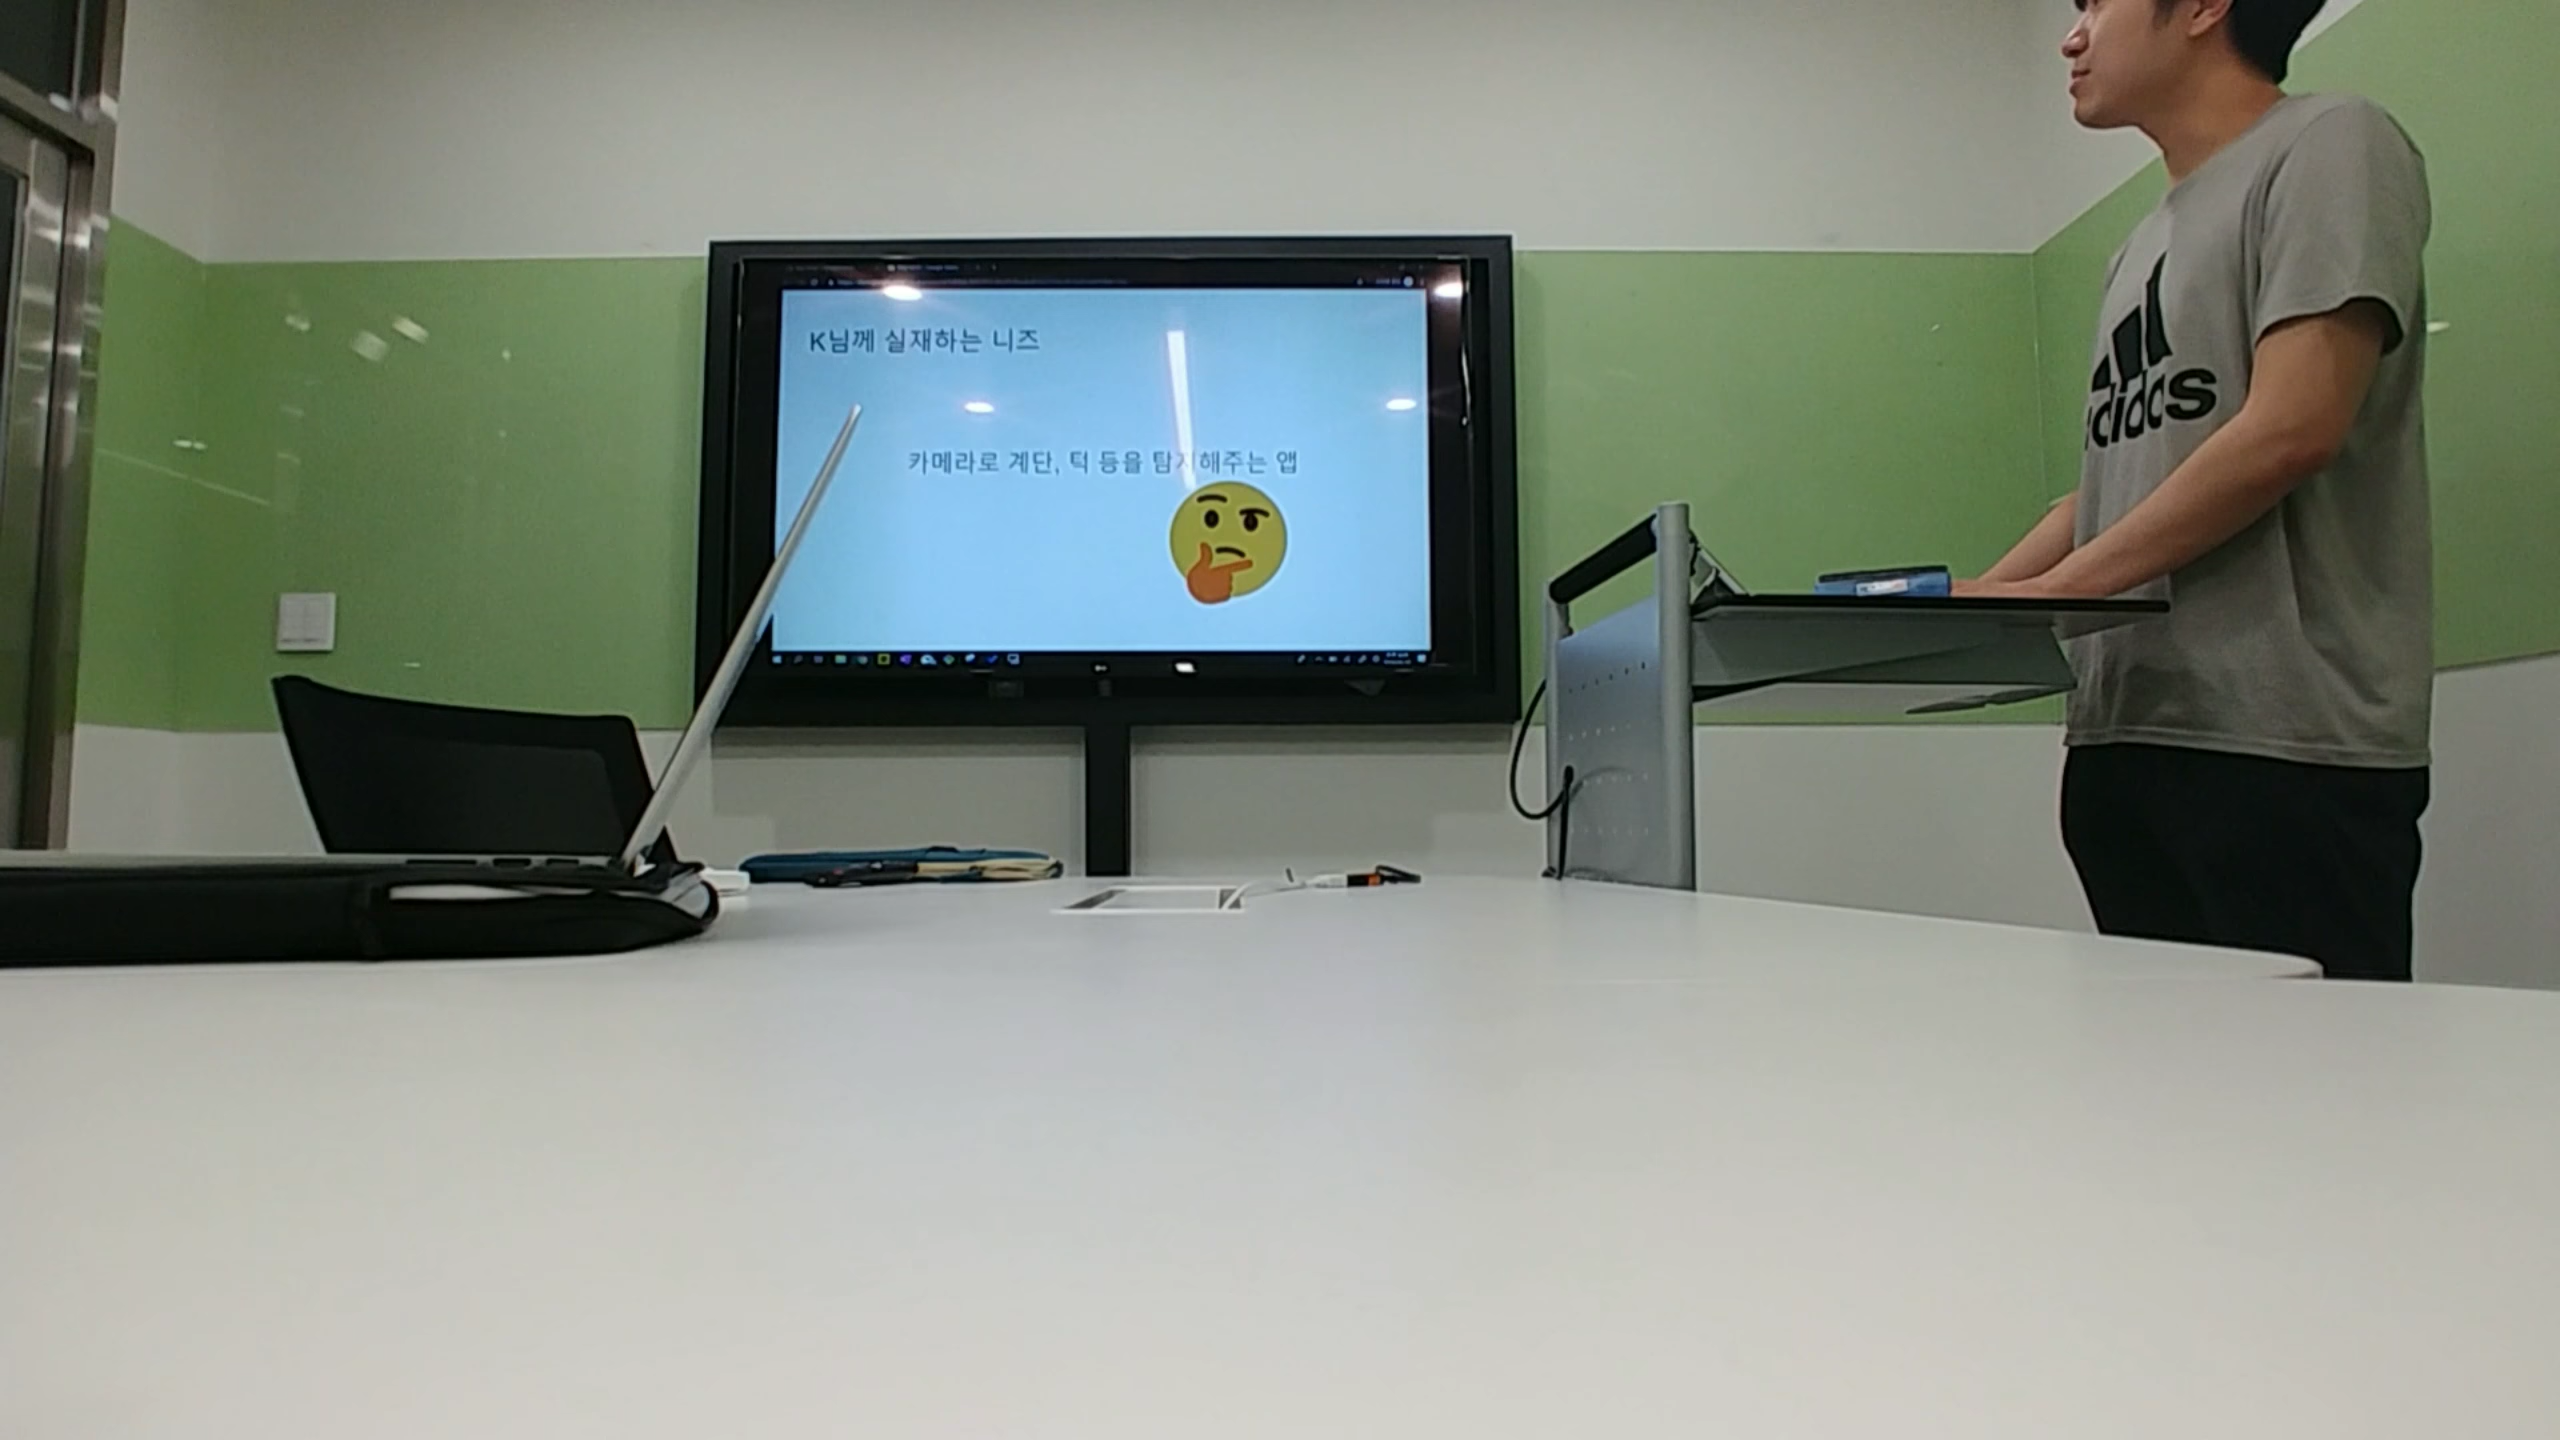 K님께 실재하는 니즈
카메라로 계단, 턱 등을 탐지해주는 앱
adidas